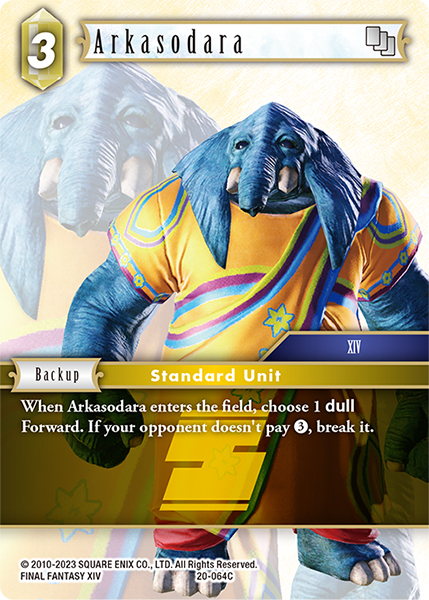 3
Arkasodara
XIV
Backup
Standard Unit
When Arkasodara enters the field, choose 1 dull
Forward. If your opponent doesn't pay 3, break it.
© 2010-2023 SQUARE ENIX CO., LTD. All Rights Reserved.
FINAL FANTASY XIV
20-064C